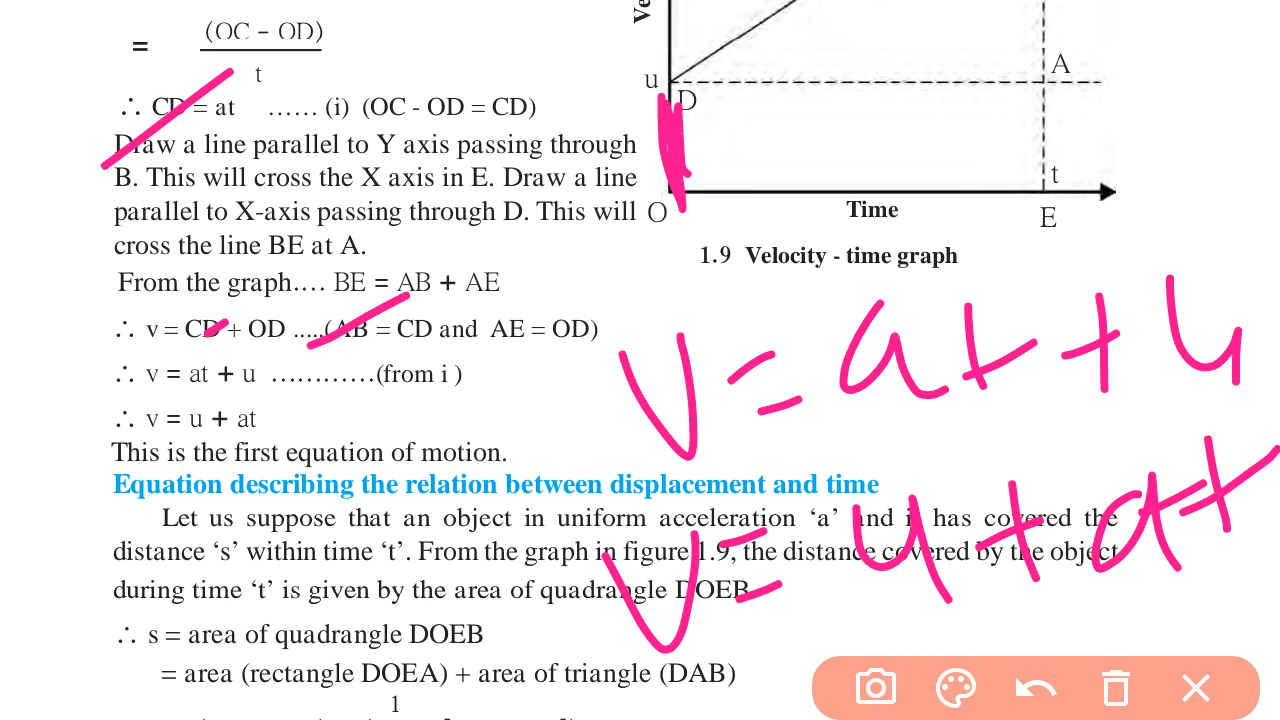 = (OC – OD)
t
∴ CD = at ...... (i) (OC - OD = CD)
Draw a line parallel to Y axis passing through
B. This will cross the X axis in E. Draw a line
parallel to X-axis passing through D. This will
cross the line BE at A.
From the graph.... BE = AB + AE
∴ v = CD + OD .....(AB = CD and AE = OD)
∴ v = at + u ............(from i )
∴ v = u + at
This is the first equation of motion.
Ve
u
D
A
t
O
Time
E
1.9 Velocity - time graph
v = at + u
v = u + at
Equation describing the relation between displacement and time
Let us suppose that an object in uniform acceleration ‘a’ and it has covered the
distance ‘s’ within time ‘t’. From the graph in figure 1.9, the distance covered by the object
during time ‘t’ is given by the area of quadrangle DOEB.
∴ s = area of quadrangle DOEB
= area (rectangle DOEA) + area of triangle (DAB)
1